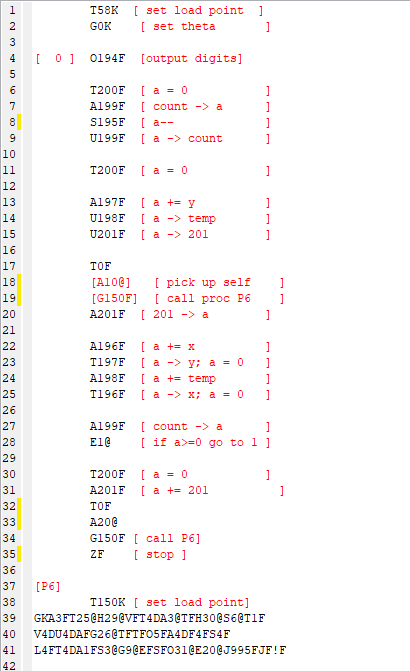 1 T58K [ set load point ]
2 G0K [ set theta ]
3
4 [ 0 ] O194F [output digits]
5
6 T200F [ a = 0 ]
7 A199F [ count -> a ]
8 S195F [ a-- ]
9 U199F [ a -> count ]
10
11 T200F [ a = 0 ]
12
13 A197F [ a += y ]
14 U198F [ a -> temp ]
15 U201F [ a -> 201 ]
16
17 T0F
18 [A10@] [ pick up self ]
19 [G150F] [ call proc P6 ]
20 A201F [ 201 -> a ]
21
22 A196F [ a += x ]
23 T197F [ a -> y; a = 0 ]
24 A198F [ a += temp ]
25 T196F [ a -> x; a = 0 ]
26
27 A199F [ count -> a ]
28 E1@ [ if a>=0 go to 1 ]
29
30 T200F [ a = 0 ]
31 A201F [ a += 201 ]
32 T0F
33 A20@
34 G150F [ call P6]
35 ZF [ stop ]
36
37 [P6]
38 T150K [ set load point]
39 GKA3FT25@H29@VFT4DA3@TFH30@S6@T1F
40 V4DU4DAFG26@TFTFO5FA4DF4FS4F
41 L4FT4DA1FS3@G9@EFSFO31@E20@J995FJF!F
42